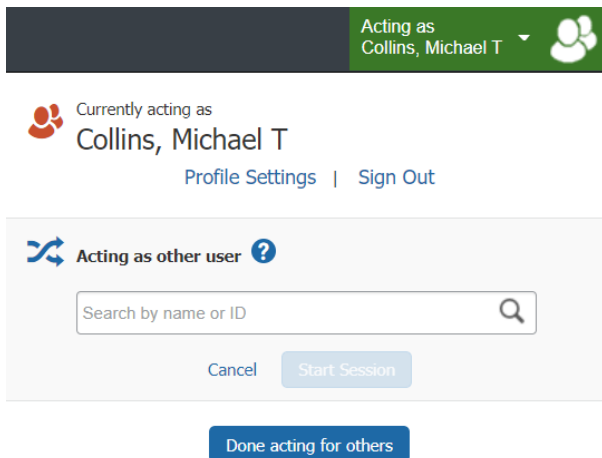 Acting as
Collins, Michael T
Currently acting as
Collins, Michael T
Profile Settings | Sign Out
Acting as other user ?
Search by name or ID
Cancel Start Session
Done acting for others